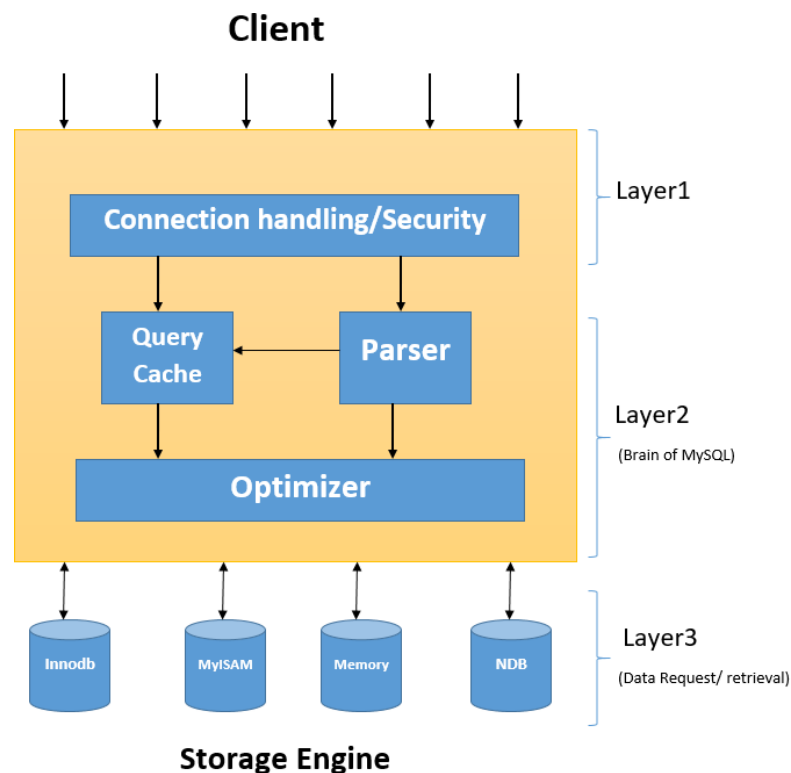 Client
Layer1
Connection handling/Security
Query
Cache
Parser
Layer2
(Brain of MySQL)
Optimizer
Innodb
MyISAM
Memory
NDB
Layer3
(Data Request/ retrieval)
Storage Engine